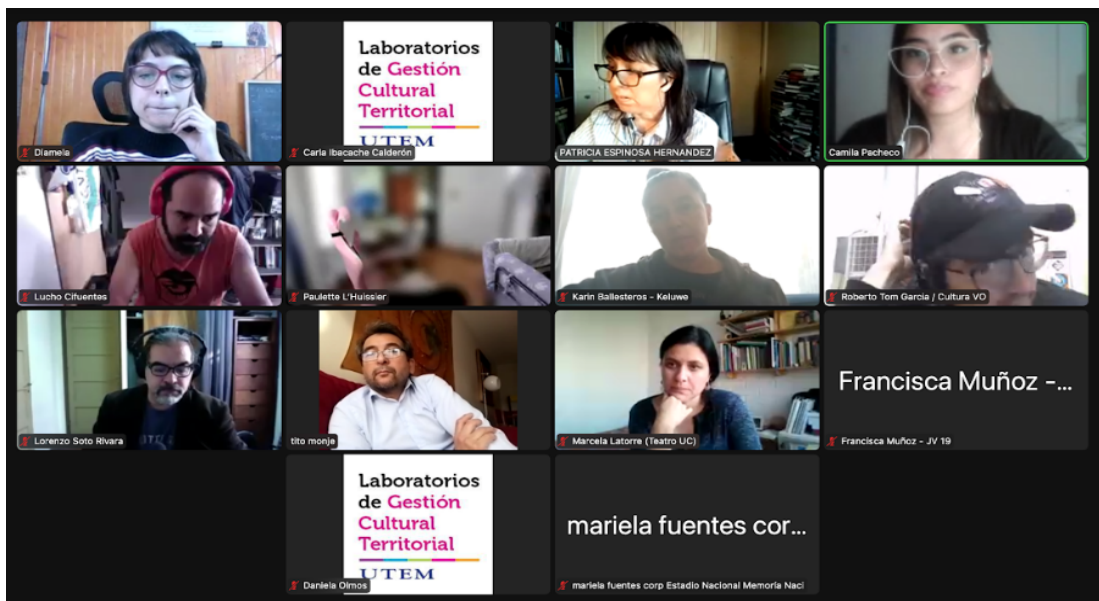 Diamela
Laboratorios
de Gestión
Cultural
Territorial
UTEM
Carla Ibacache Calderón
PATRICIA ESPINOSA HERNANDEZ
Camila Pacheco
Lucho Cifuentes
Paulette L'Huissier
Karin Ballesteros - Keluwe
Roberto Tom Garcia / Cultura VO
Lorenzo Soto Rivara
tito monje
Marcela Latorre (Teatro UC)
Francisca Muñoz -...
Francisca Muñoz - JV 19
Laboratorios
de Gestión
Cultural
Territorial
UTEM
Daniela Olmos
mariela fuentes cor...
mariela fuentes corp Estadio Nacional Memoria Naci